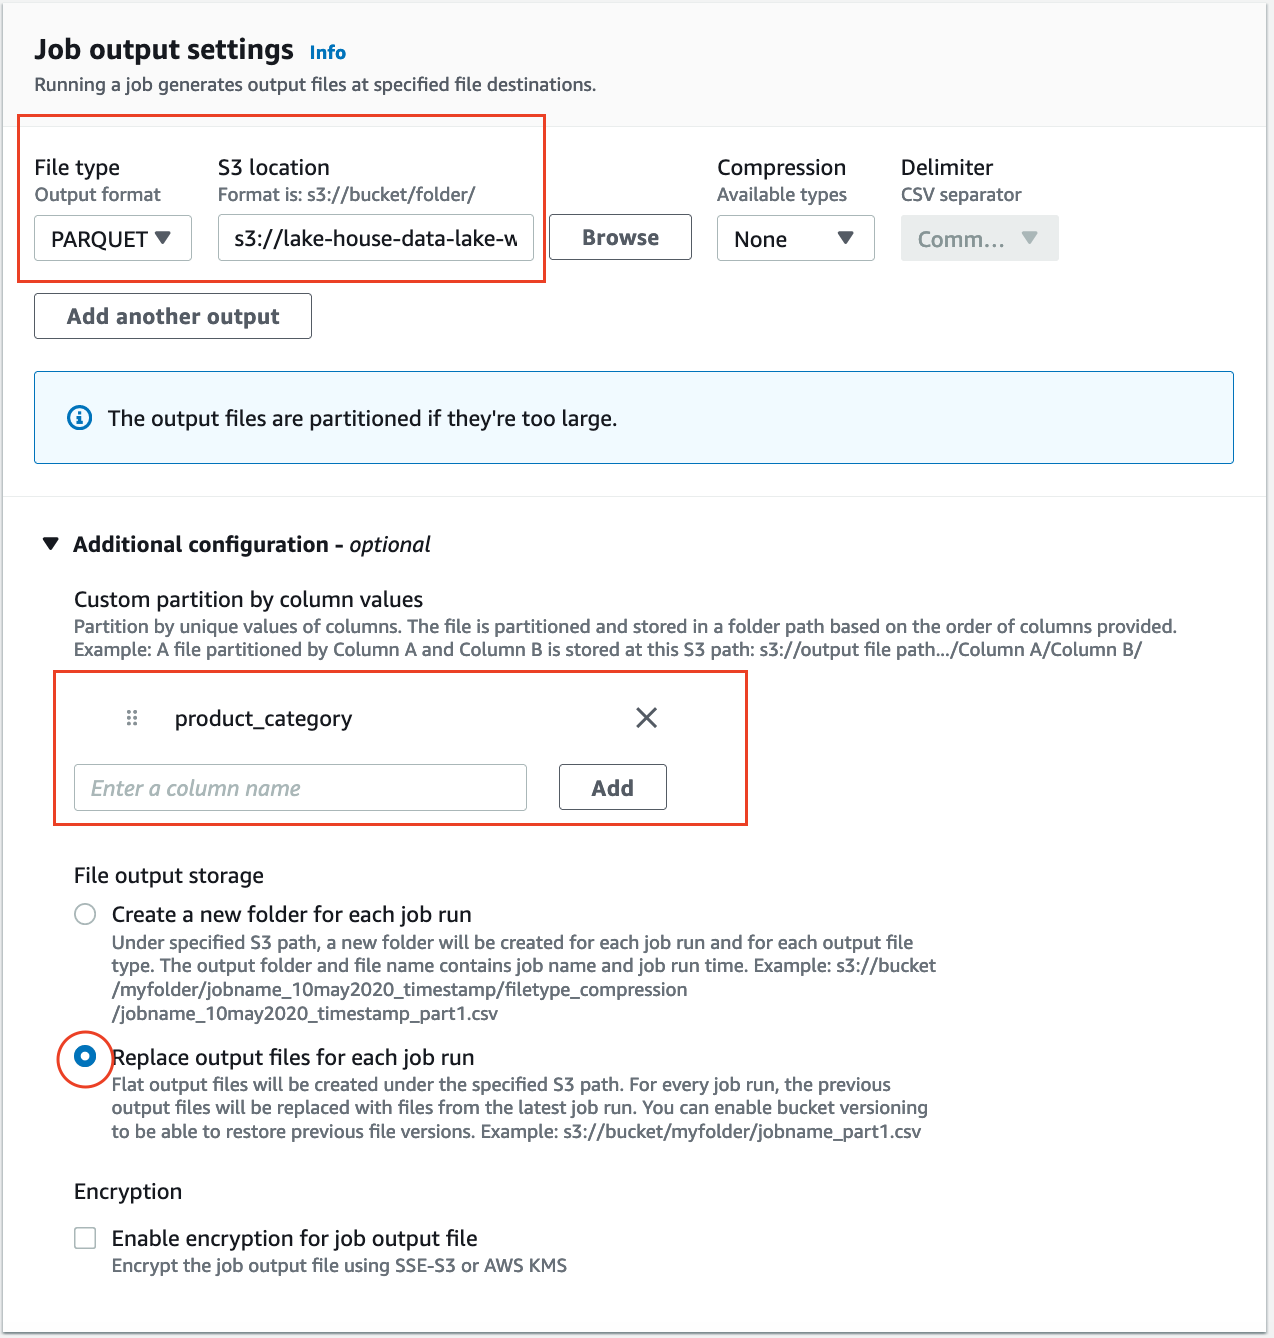 Job output settings Info
Running a job generates output files at specified file destinations.
File type
Output format
PARQUET
S3 location
Format is: s3://bucket/folder/
s3://lake-house-data-lake-w
Browse
Compression
Available types
None
Delimiter
CSV separator
Comm...
Add another output
The output files are partitioned if they're too large.
Additional configuration - optional
Custom partition by column values
Partition by unique values of columns. The file is partitioned and stored in a folder path based on the order of columns provided.
Example: A file partitioned by Column A and Column B is stored at this S3 path: s3://output file path.../Column A/Column B/
product_category
Enter a column name
Add
File output storage
Create a new folder for each job run
Under specified S3 path, a new folder will be created for each job run and for each output file
type. The output folder and file name contains job name and job run time. Example: s3://bucket
/myfolder/jobname_10may2020_timestamp/filetype_compression
/jobname_10may2020_timestamp_part1.csv
Replace output files for each job run
Flat output files will be created under the specified S3 path. For every job run, the previous
output files will be replaced with files from the latest job run. You can enable bucket versioning
to be able to restore previous file versions. Example: s3://bucket/myfolder/jobname_part1.csv
Encryption
Enable encryption for job output file
Encrypt the job output file using SSE-S3 or AWS KMS